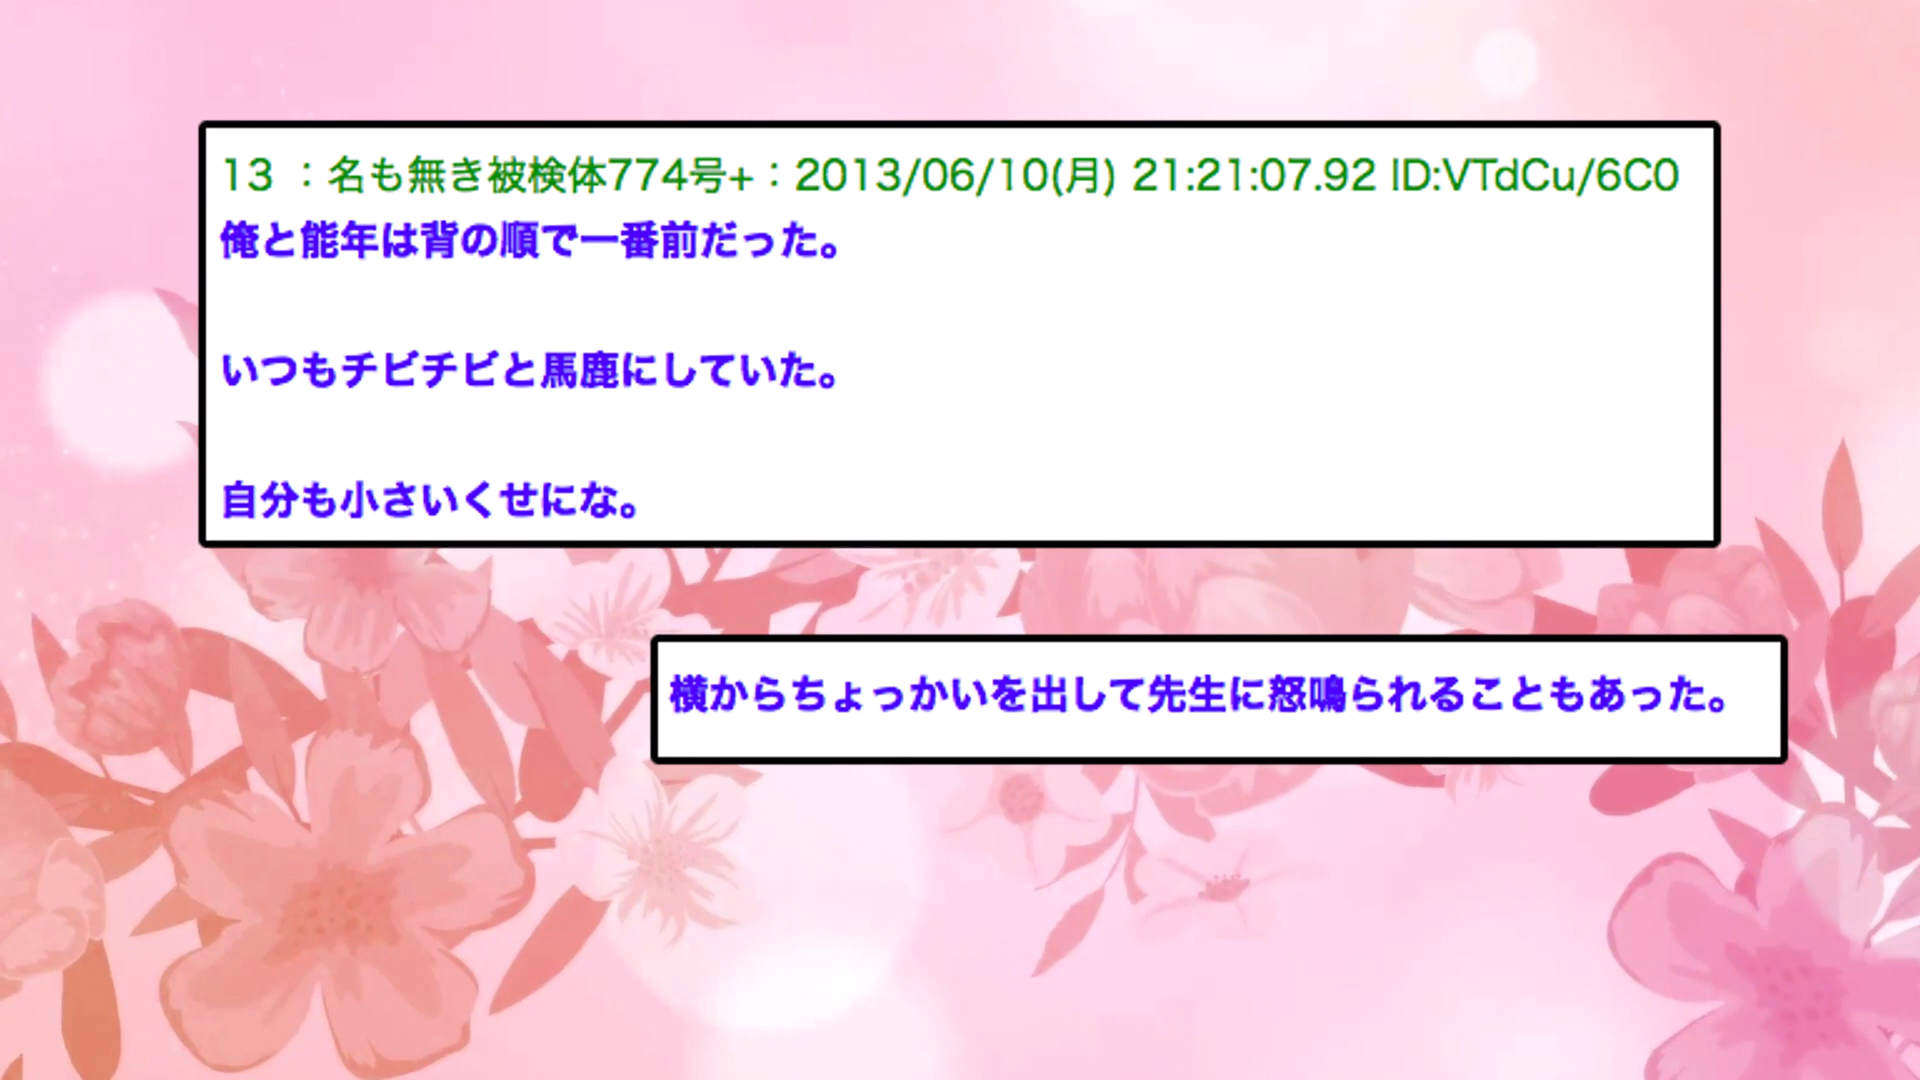 13 ：名も無き被検体774号+：2013/06/10(月) 21:21:07.92 ID:VTdCu/6C0
俺と能年は背の順で一番前だった。
いつもチビチビと馬鹿にしていた。
自分も小さいくせにな。
横からちょっかいを出して先生に怒鳴られることもあった。